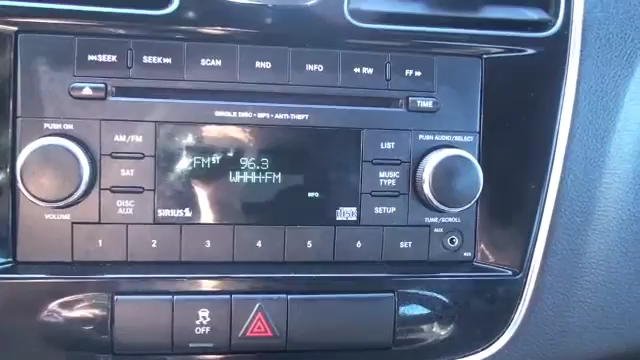 ⏮SEEK SEEK⏭ SCAN RND INFO ◂◂ RW FF ▸▸
TIME
SINGLE DISC • MP3 • ANTI-THEFT
PUSH ON AM/FM LIST PUSH AUDIO/SELECT
FM ST 96.3
SAT WHHH-FM MUSIC
TYPE
INFO
DISC
AUX SIRIUS SETUP
VOLUME TUNE/SCROLL
AUX
1 2 3 4 5 6 SET
OFF